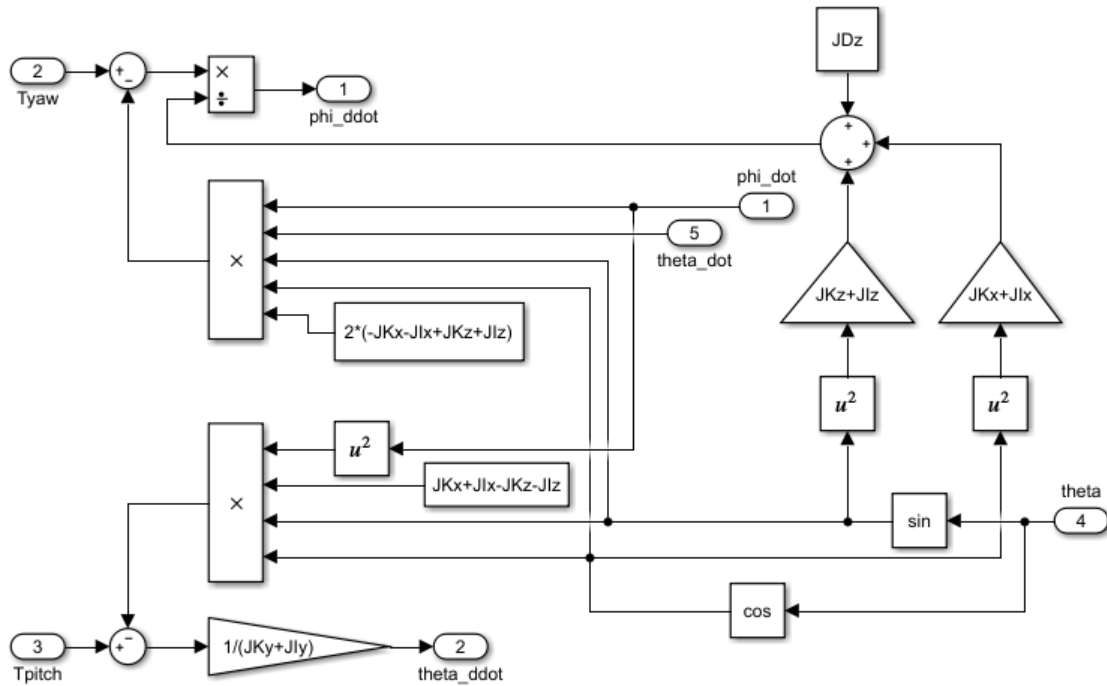 JDz
2
Tyaw
+
−
×
÷
1
phi_ddot
+
+
+
phi_dot
1
5
theta_dot
×
JKz+JIz
JKx+JIx
2*(-JKx-JIx+JKz+JIz)
u²
u²
u²
JKx+JIx-JKz-JIz
×
sin
theta
4
cos
3
Tpitch
+
−
1/(JKy+JIy)
2
theta_ddot